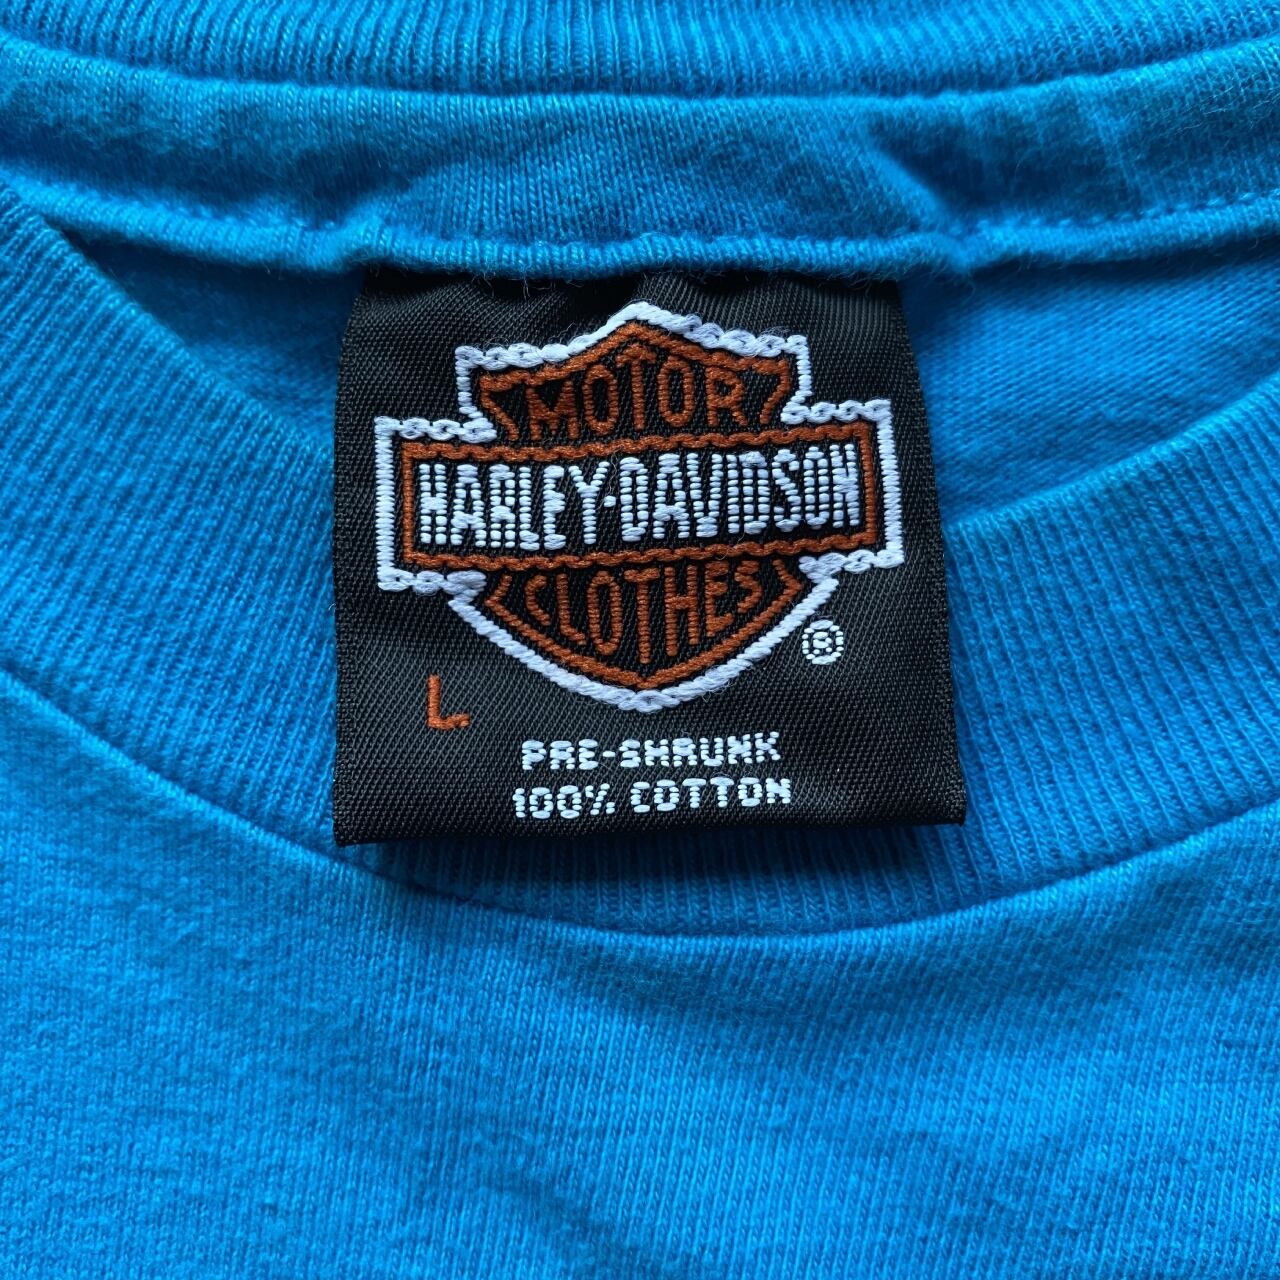 MOTOR
HARLEY-DAVIDSON
CLOTHES
®
L
PRE-SHRUNK
100% COTTON